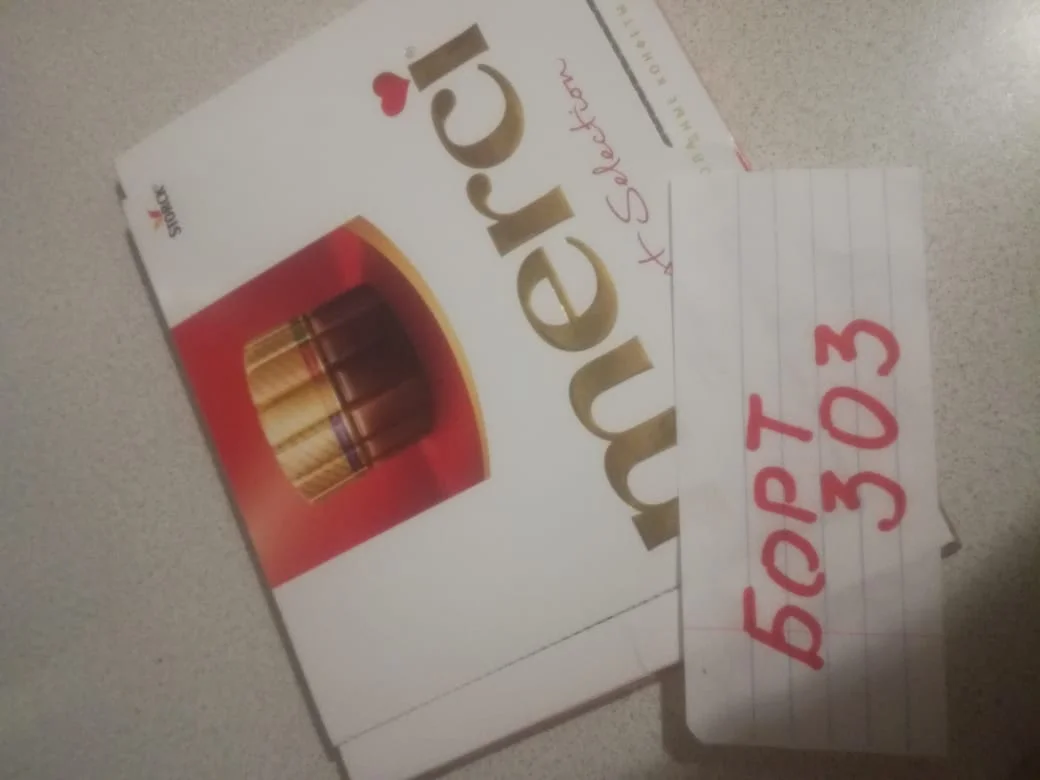 merci
Selection
STORCK
БОРТ
303